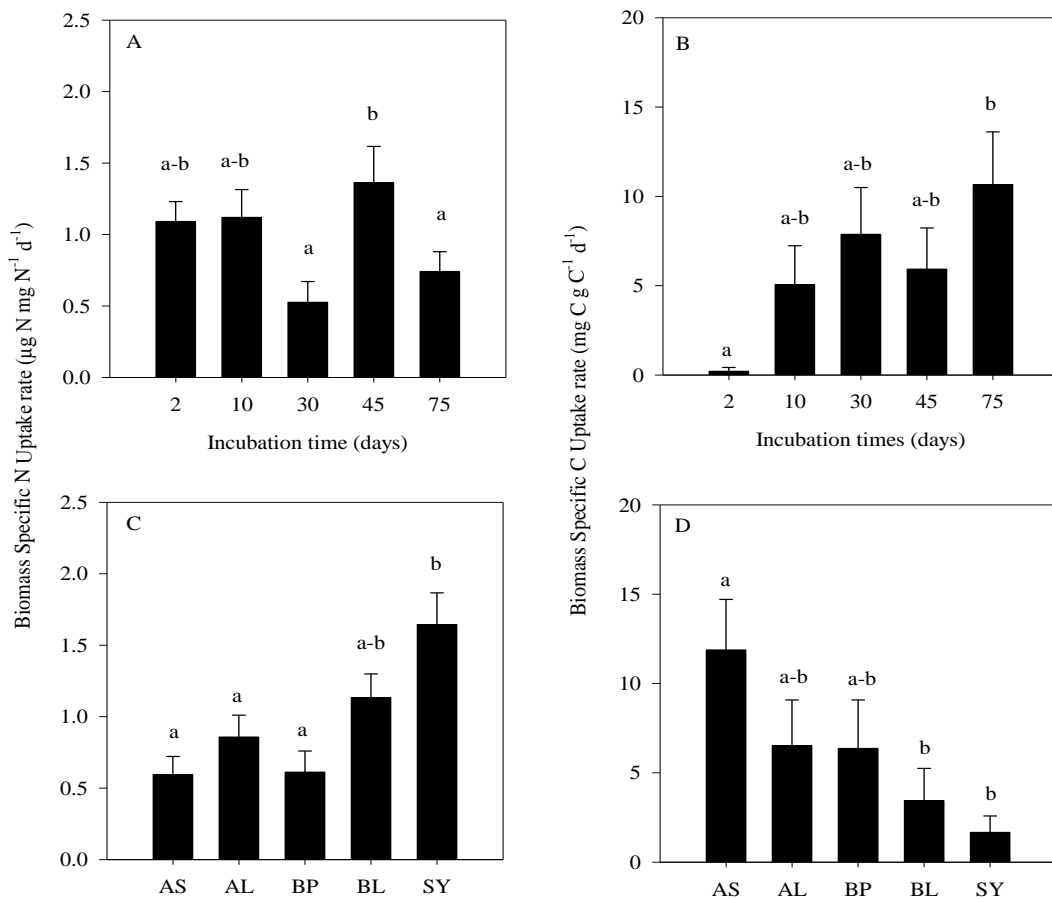 Biomass Specific N Uptake rate (µg N mg N⁻¹ d⁻¹)
A
2.5
2.0
1.5
1.0
0.5
0.0
a-b
a-b
a
b
a
2 10 30 45 75
Incubation time (days)
Biomass Specific C Uptake rate (mg C g C⁻¹ d⁻¹)
B
20
15
10
5
0
a
a-b
a-b
a-b
b
2 10 30 45 75
Incubation times (days)
C
2.5
2.0
1.5
1.0
0.5
0.0
a
a
a
a-b
b
AS AL BP BL SY
D
20
15
10
5
0
a
a-b
a-b
b
b
AS AL BP BL SY